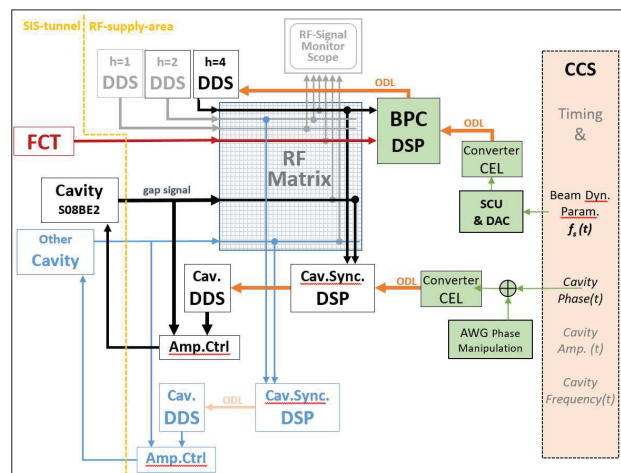 SIS-tunnel
RF-supply-area
h=1
DDS
h=2
DDS
h=4
DDS
RF-Signal
Monitor
Scope
ODL
CCS
Timing
&
FCT
BPC
DSP
ODL
Converter
CEL
RF
Matrix
Cavity
S08BE2
gap signal
SCU
& DAC
Beam Dyn.
Param.
fs (t)
Other
Cavity
Cav.
DDS
ODL
Cav.Sync.
DSP
ODL
Converter
CEL
Cavity
Phase(t)
Amp.Ctrl
AWG Phase
Manipulation
Cavity
Amp. (t)
Cav.
DDS
ODL
Cav.Sync.
DSP
Cavity
Frequency(t)
Amp.Ctrl